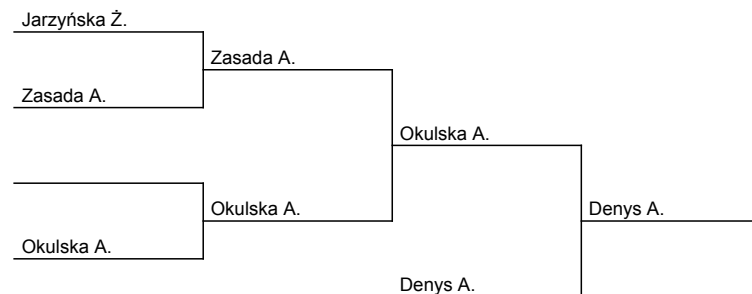 Jarzyńska Ż.
Zasada A.
Zasada A.
Okulska A.
Okulska A.
Denys A.
Okulska A.
Denys A.